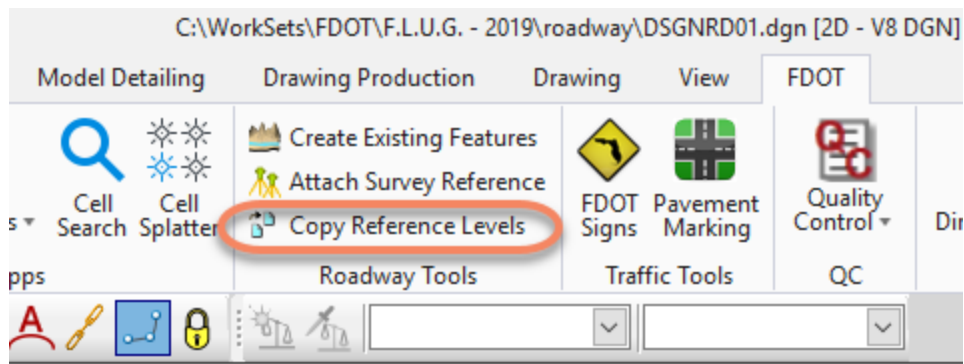 C:\WorkSets\FDOT\F.L.U.G. - 2019\roadway\DSGNRD01.dgn [2D - V8 DGN]
Model Detailing Drawing Production Drawing View FDOT
Create Existing Features
Attach Survey Reference
Copy Reference Levels
Cell Search
Cell Splatter
FDOT Signs
Pavement Marking
QC
Quality Control
Roadway Tools Traffic Tools QC
A